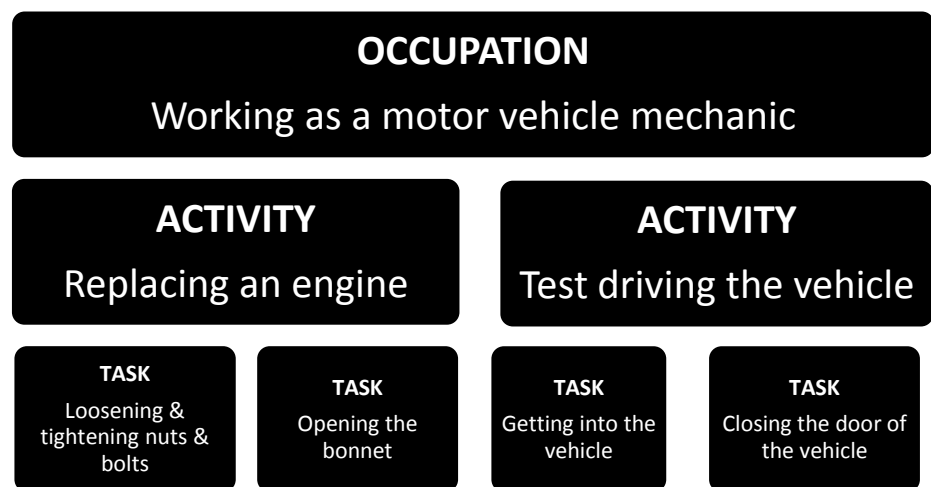 OCCUPATION
Working as a motor vehicle mechanic
ACTIVITY
Replacing an engine
ACTIVITY
Test driving the vehicle
TASK
Loosening &
tightening nuts &
bolts
TASK
Opening the
bonnet
TASK
Getting into the
vehicle
TASK
Closing the door of
the vehicle